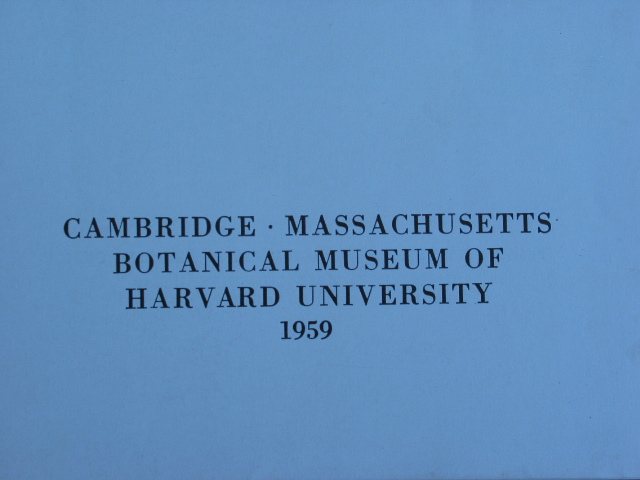 CAMBRIDGE · MASSACHUSETTS
BOTANICAL MUSEUM OF
HARVARD UNIVERSITY
1959